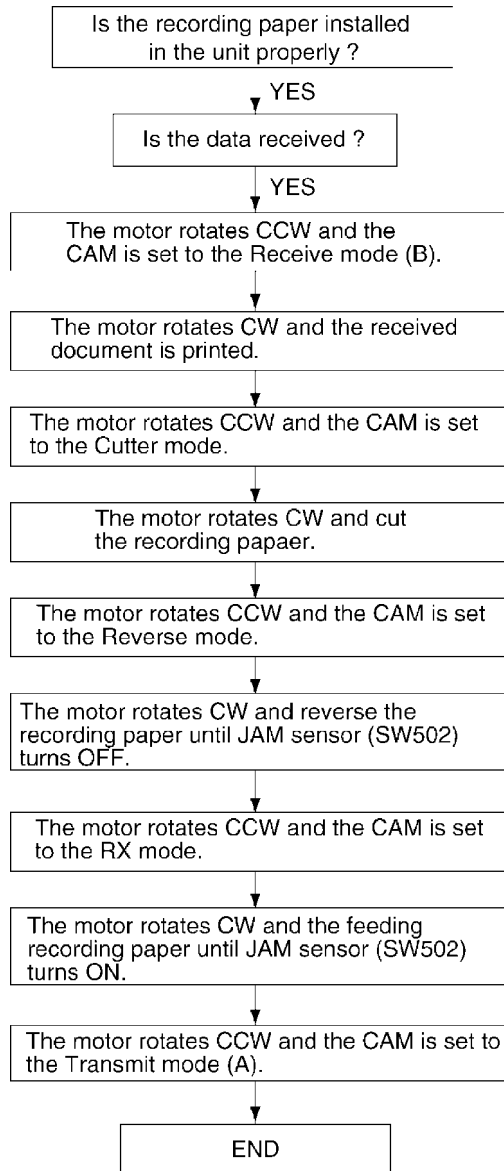 Is the recording paper installed
in the unit properly ?
YES
Is the data received ?
YES
The motor rotates CCW and the
CAM is set to the Receive mode (B).
The motor rotates CW and the received
document is printed.
The motor rotates CCW and the CAM is set
to the Cutter mode.
The motor rotates CW and cut
the recording papaer.
The motor rotates CCW and the CAM is set
to the Reverse mode.
The motor rotates CW and reverse the
recording paper until JAM sensor (SW502)
turns OFF.
The motor rotates CCW and the CAM is set
to the RX mode.
The motor rotates CW and the feeding
recording paper until JAM sensor (SW502)
turns ON.
The motor rotates CCW and the CAM is set to
the Transmit mode (A).
END